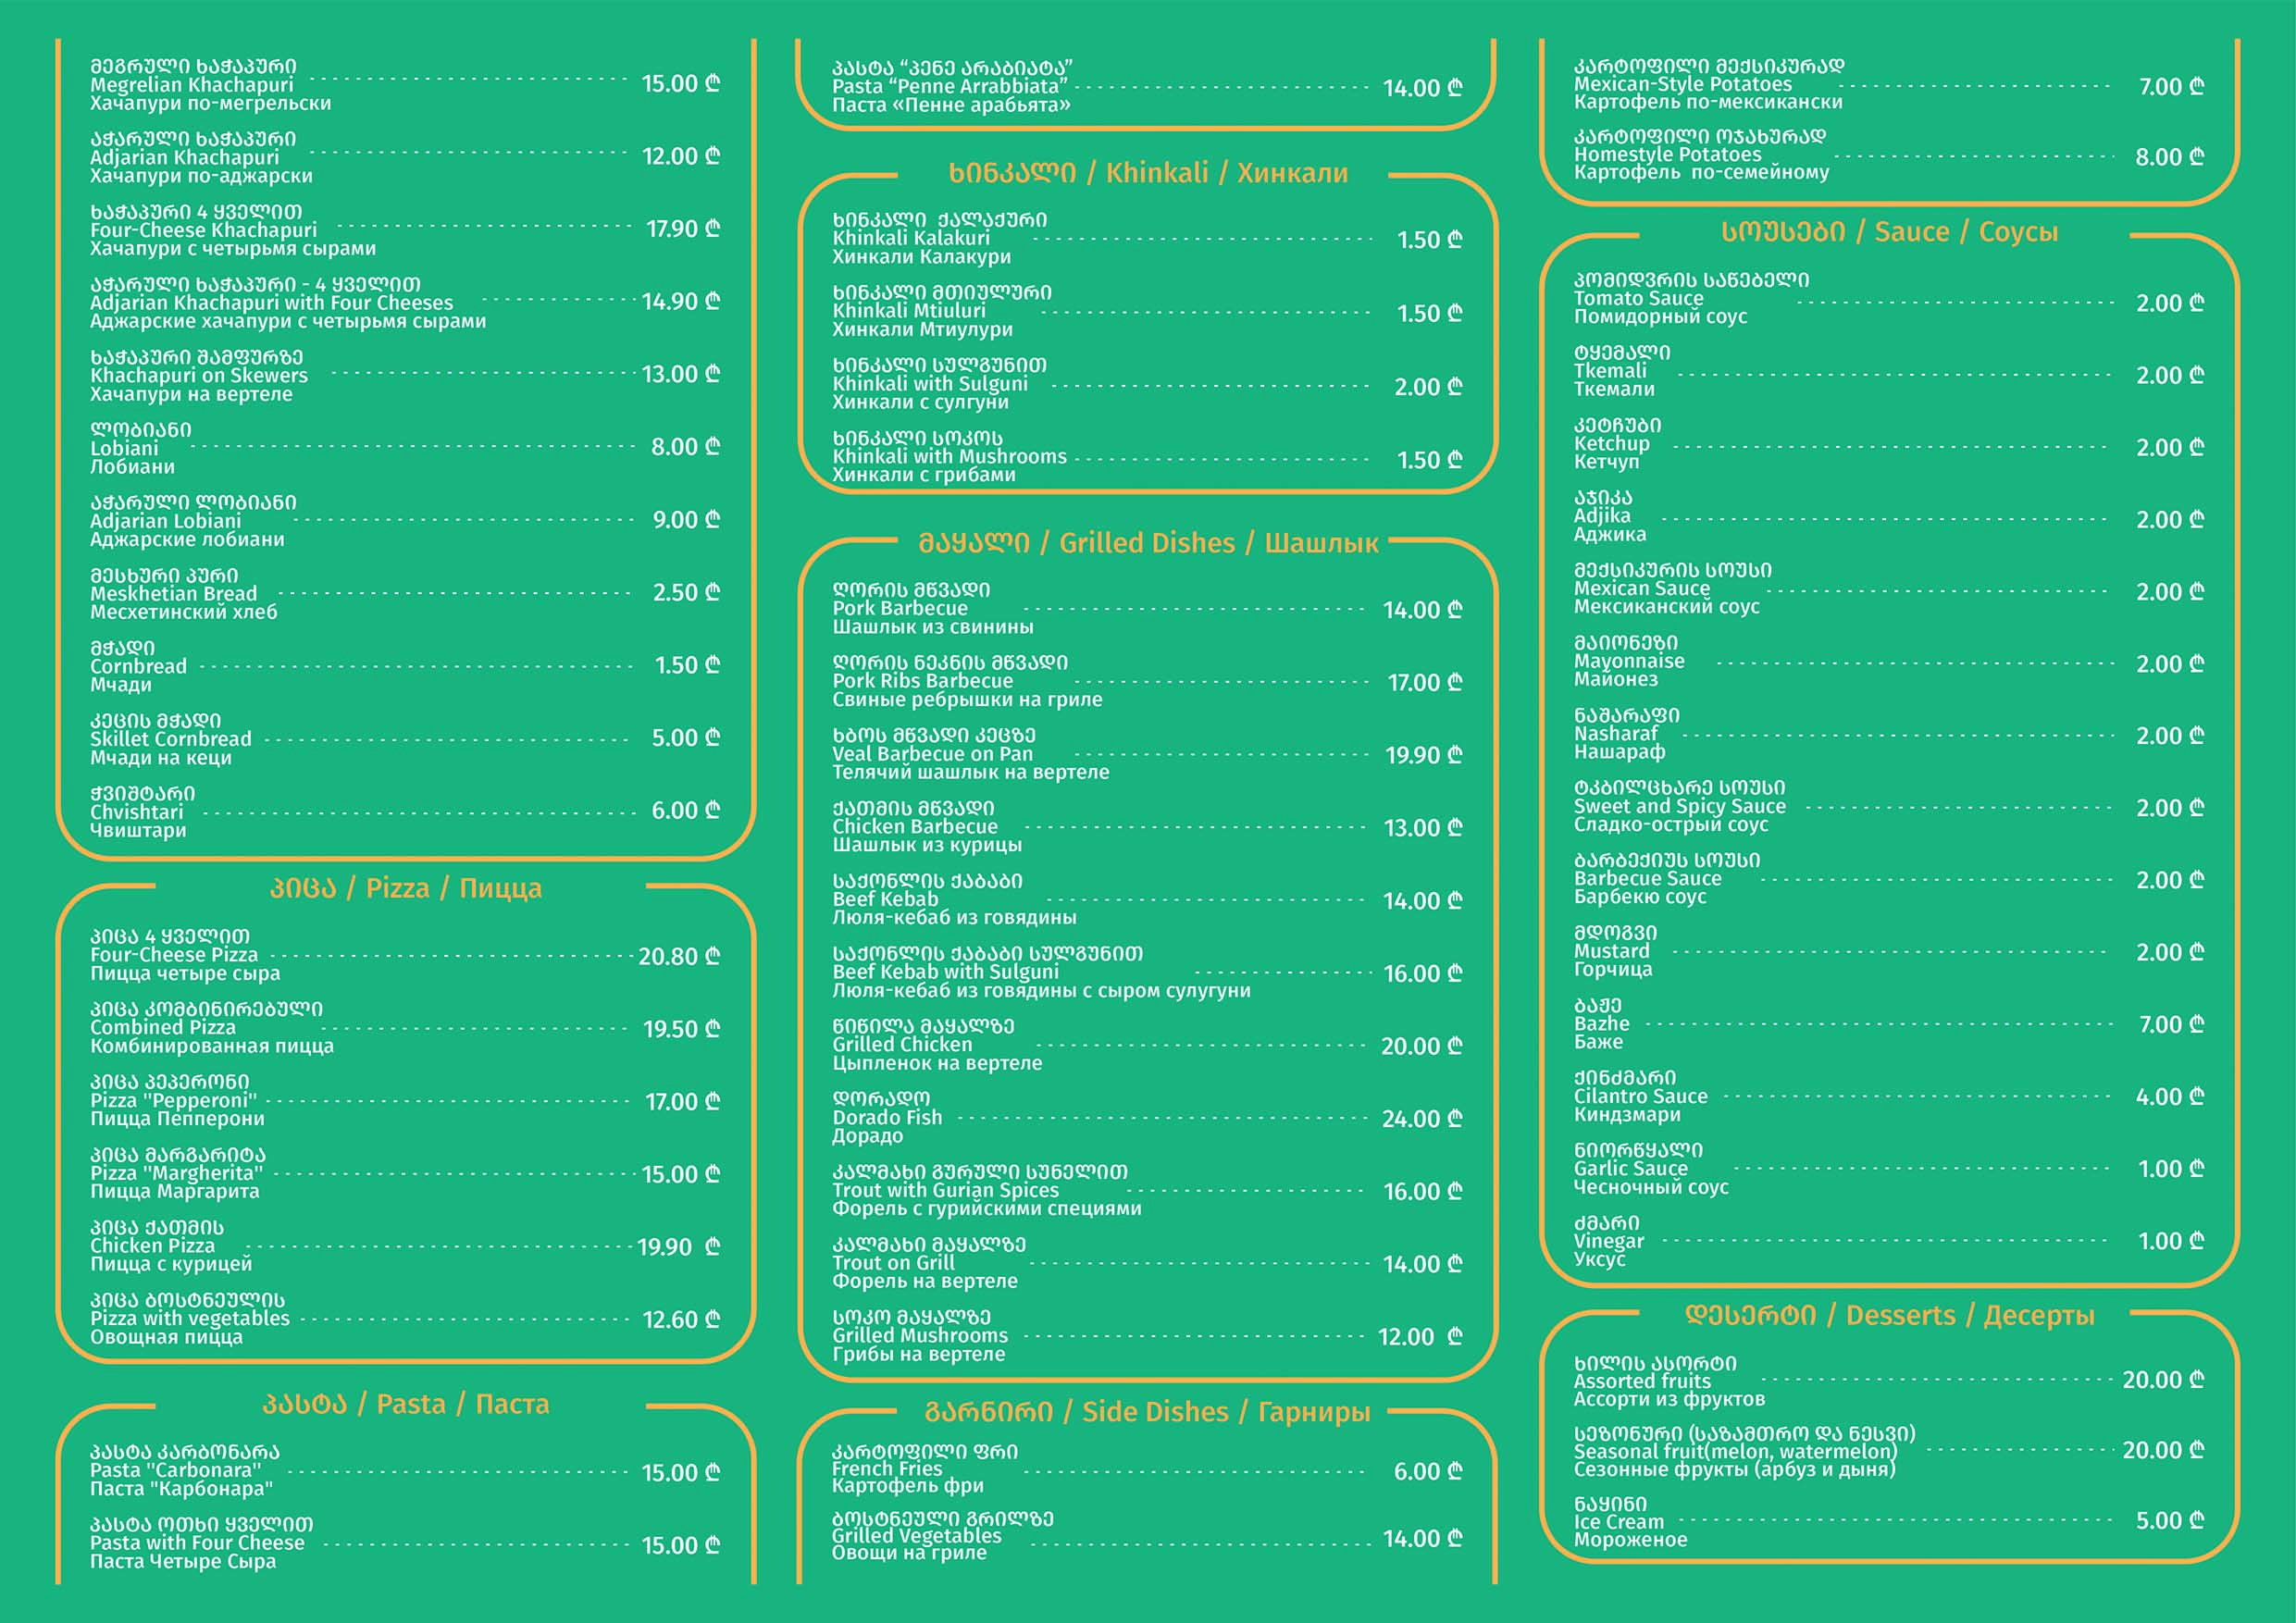 მეგრული ხაჭაპური
Megrelian Khachapuri
Хачапури по-мегрельски
15.00 ₾
აჭარული ხაჭაპური
Adjarian Khachapuri
Хачапури по-аджарски
12.00 ₾
ხაჭაპური 4 ყველით
Four-Cheese Khachapuri
Хачапури с четырьмя сырами
17.90 ₾
აჭარული ხაჭაპური - 4 ყველით
Adjarian Khachapuri with Four Cheeses
Аджарские хачапури с четырьмя сырами
14.90 ₾
ხაჭაპური შამფურზე
Khachapuri on Skewers
Хачапури на вертеле
13.00 ₾
ლობიანი
Lobiani
Лобиани
8.00 ₾
აჭარული ლობიანი
Adjarian Lobiani
Аджарские лобиани
9.00 ₾
მესხური პური
Meskhetian Bread
Месхетинский хлеб
2.50 ₾
მჭადი
Cornbread
Мчади
1.50 ₾
კეცის მჭადი
Skillet Cornbread
Мчади на кеци
5.00 ₾
ჭვიშტარი
Chvishtari
Чвиштари
6.00 ₾
პიცა / Pizza / Пицца
პიცა 4 ყველით
Four-Cheese Pizza
Пицца четыре сыра
20.80 ₾
პიცა კომბინირებული
Combined Pizza
Комбинированная пицца
19.50 ₾
პიცა პეპერონი
Pizza "Pepperoni"
Пицца Пепперони
17.00 ₾
პიცა მარგარიტა
Pizza "Margherita"
Пицца Маргарита
15.00 ₾
პიცა ქათმის
Chicken Pizza
Пицца с курицей
19.90 ₾
პიცა ბოსტნეულის
Pizza with vegetables
Овощная пицца
12.60 ₾
პასტა / Pasta / Паста
პასტა კარბონარა
Pasta "Carbonara"
Паста "Карбонара"
15.00 ₾
პასტა ოთხი ყველით
Pasta with Four Cheese
Паста Четыре Сыра
15.00 ₾
პასტა “პენე არაბიატა”
Pasta “Penne Arrabbiata”
Паста «Пенне арабьята»
14.00 ₾
ხინკალი / Khinkali / Хинкали
ხინკალი ქალაქური
Khinkali Kalakuri
Хинкали Калакури
1.50 ₾
ხინკალი მთიულური
Khinkali Mtiuluri
Хинкали Мтиулури
1.50 ₾
ხინკალი სულგუნით
Khinkali with Sulguni
Хинкали с сулгуни
2.00 ₾
ხინკალი სოკოს
Khinkali with Mushrooms
Хинкали с грибами
1.50 ₾
მაყალი / Grilled Dishes / Шашлык
ღორის მწვადი
Pork Barbecue
Шашлык из свинины
14.00 ₾
ღორის ნეკნის მწვადი
Pork Ribs Barbecue
Свиные ребрышки на гриле
17.00 ₾
ხბოს მწვადი კეცზე
Veal Barbecue on Pan
Телячий шашлык на вертеле
19.90 ₾
ქათმის მწვადი
Chicken Barbecue
Шашлык из курицы
13.00 ₾
საქონლის ქაბაბი
Beef Kebab
Люля-кебаб из говядины
14.00 ₾
საქონლის ქაბაბი სულგუნით
Beef Kebab with Sulguni
Люля-кебаб из говядины с сыром сулугуни
16.00 ₾
წიწილა მაყალზე
Grilled Chicken
Цыпленок на вертеле
20.00 ₾
დორადო
Dorado Fish
Дорадо
24.00 ₾
კალმახი გურული სუნელით
Trout with Gurian Spices
Форель с гурийскими специями
16.00 ₾
კალმახი მაყალზე
Trout on Grill
Форель на вертеле
14.00 ₾
სოკო მაყალზე
Grilled Mushrooms
Грибы на вертеле
12.00 ₾
გარნირი / Side Dishes / Гарниры
კარტოფილი ფრი
French Fries
Картофель фри
6.00 ₾
ბოსტნეული გრილზე
Grilled Vegetables
Овощи на гриле
14.00 ₾
კარტოფილი მექსიკურად
Mexican-Style Potatoes
Картофель по-мексикански
7.00 ₾
კარტოფილი ოჯახურად
Homestyle Potatoes
Картофель по-семейному
8.00 ₾
სოუსები / Sauce / Соусы
პომიდვრის საწებელი
Tomato Sauce
Помидорный соус
2.00 ₾
ტყემალი
Tkemali
Ткемали
2.00 ₾
კეტჩუბი
Ketchup
Кетчуп
2.00 ₾
აჯიკა
Adjika
Аджика
2.00 ₾
მექსიკურის სოუსი
Mexican Sauce
Мексиканский соус
2.00 ₾
მაიონეზი
Mayonnaise
Майонез
2.00 ₾
ნაშარაფი
Nasharaf
Нашараф
2.00 ₾
ტკბილცხარე სოუსი
Sweet and Spicy Sauce
Сладко-острый соус
2.00 ₾
ბარბექიუს სოუსი
Barbecue Sauce
Барбекю соус
2.00 ₾
მდოგვი
Mustard
Горчица
2.00 ₾
ბაჟე
Bazhe
Баже
7.00 ₾
ქინძმარი
Cilantro Sauce
Киндзмари
4.00 ₾
ნიორწყალი
Garlic Sauce
Чесночный соус
1.00 ₾
ძმარი
Vinegar
Уксус
1.00 ₾
დესერტი / Desserts / Десерты
ხილის ასორტი
Assorted fruits
Ассорти из фруктов
20.00 ₾
სეზონური (საზამთრო და ნესვი)
Seasonal fruit(melon, watermelon)
Сезонные фрукты (арбуз и дыня)
20.00 ₾
ნაყინი
Ice Cream
Мороженое
5.00 ₾